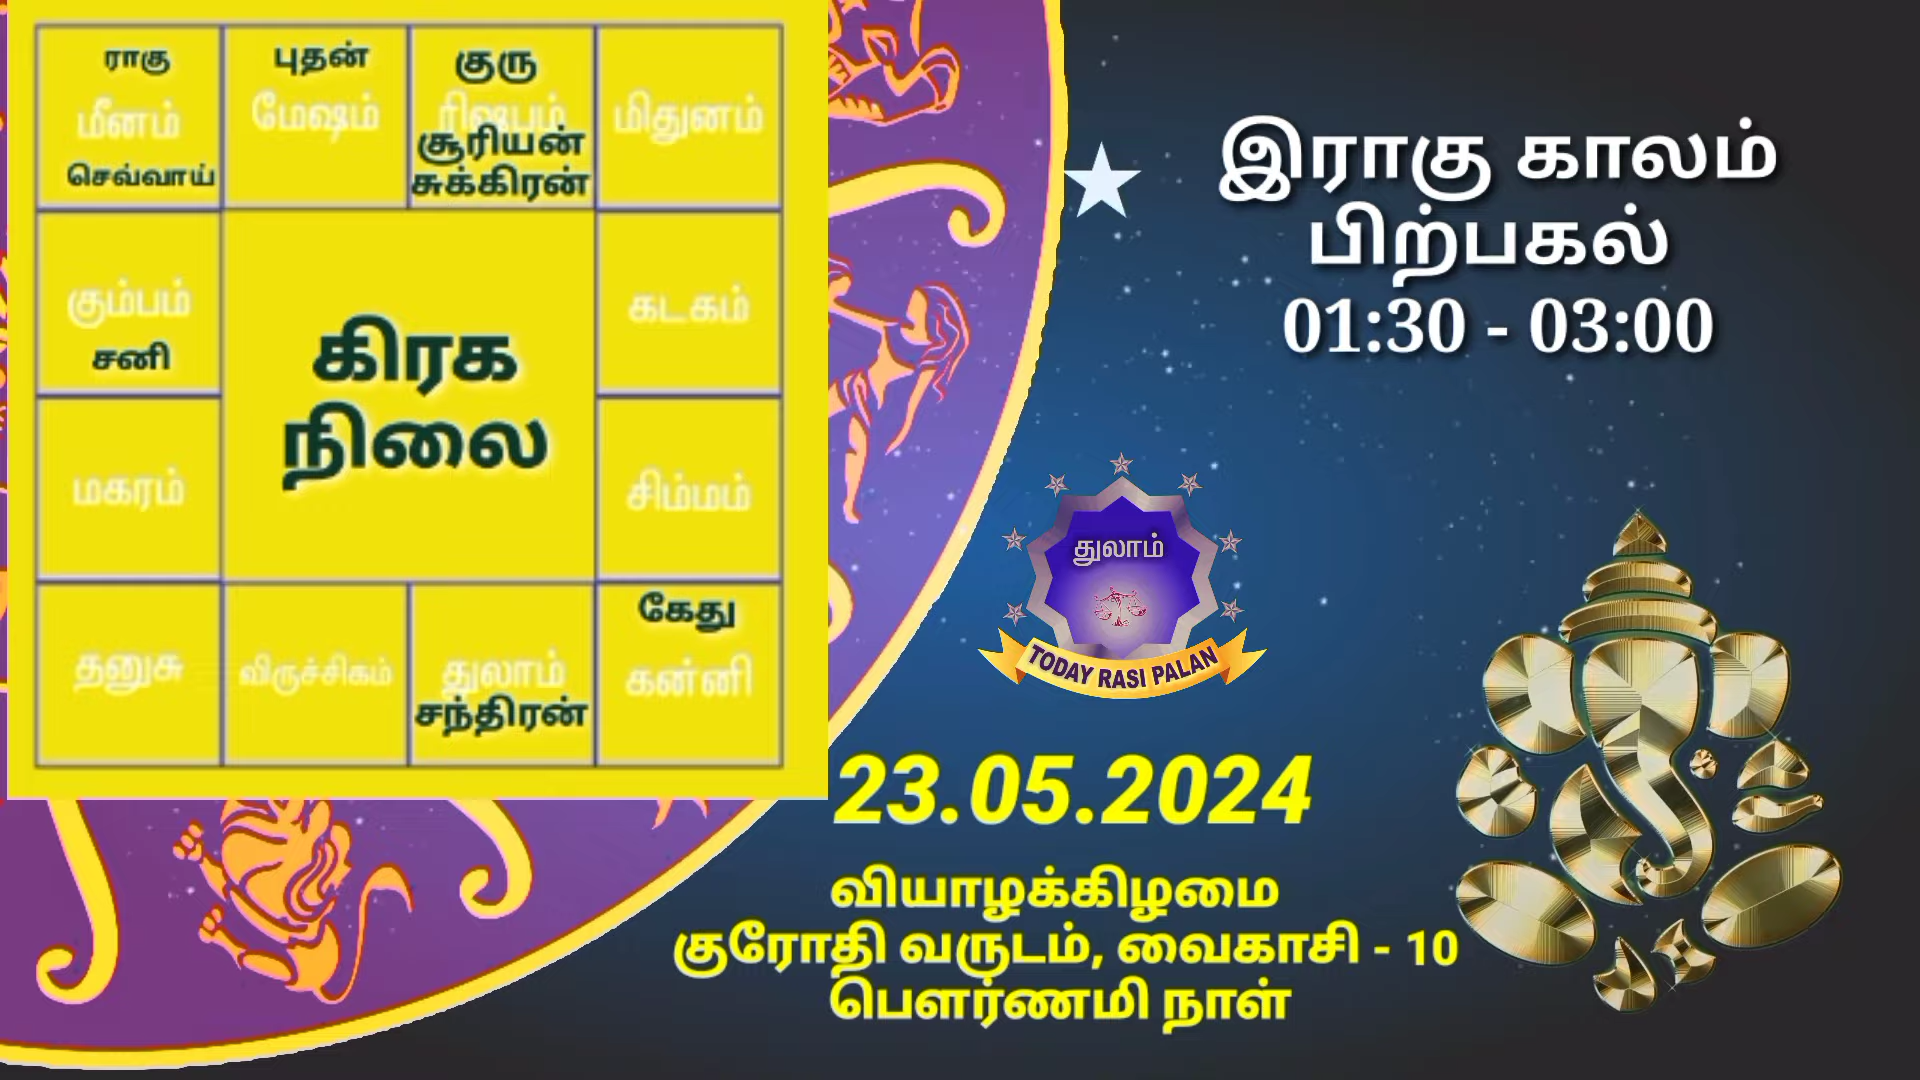 ராகு
மீனம்
செவ்வாய்
புதன்
மேஷம்
குரு
ரிஷபம்
சூரியன்
சுக்கிரன்
மிதுனம்
கும்பம்
சனி
கிரக
நிலை
கடகம்
மகரம்
சிம்மம்
தனுசு
விருச்சிகம்
துலாம்
சந்திரன்
கேது
கன்னி
இராகு காலம்
பிற்பகல்
01:30 - 03:00
துலாம்
TODAY RASI PALAN
23.05.2024
வியாழக்கிழமை
குரோதி வருடம், வைகாசி - 10
பௌர்ணமி நாள்